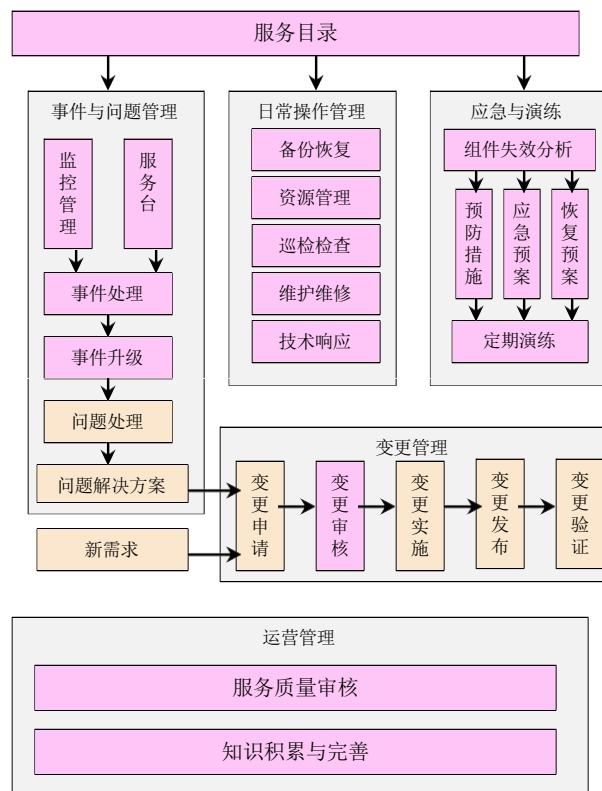 服务目录
事件与问题管理
监控管理
服务台
事件处理
事件升级
问题处理
问题解决方案
新需求
日常操作管理
备份恢复
资源管理
巡检检查
维护维修
技术响应
应急与演练
组件失效分析
预防措施
应急预案
恢复预案
定期演练
变更管理
变更申请
变更审核
变更实施
变更发布
变更验证
运营管理
服务质量审核
知识积累与完善